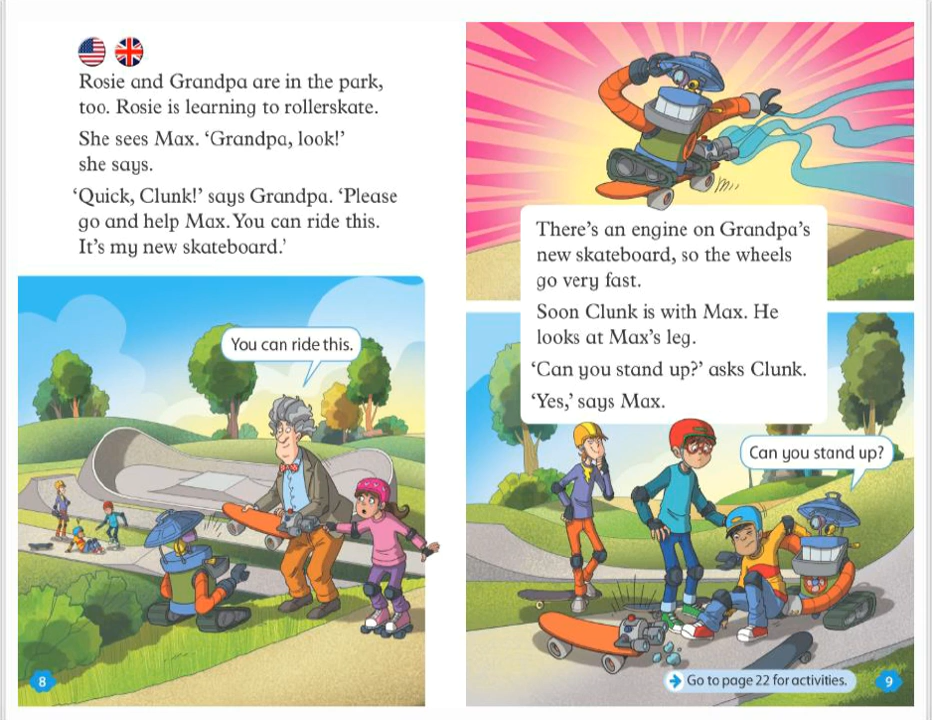 Rosie and Grandpa are in the park,
too. Rosie is learning to rollerskate.
She sees Max. ‘Grandpa, look!’
she says.
‘Quick, Clunk!’ says Grandpa. ‘Please
go and help Max. You can ride this.
It’s my new skateboard.’
You can ride this.
8
There’s an engine on Grandpa’s
new skateboard, so the wheels
go very fast.
Soon Clunk is with Max. He
looks at Max’s leg.
‘Can you stand up?’ asks Clunk.
‘Yes,’ says Max.
Can you stand up?
Go to page 22 for activities.
9